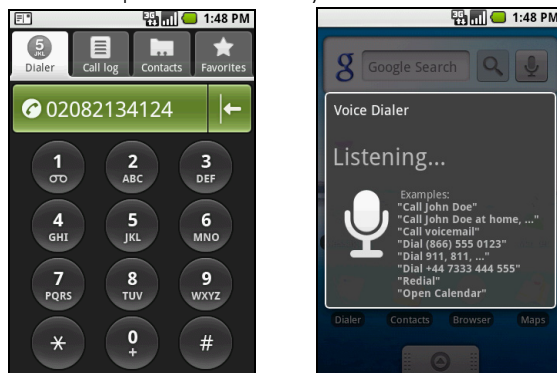 3G 1:48 PM
5 JKL
Dialer Call log Contacts Favorites
02082134124
1 2 3
ABC DEF
4 5 6
GHI JKL MNO
7 8 9
PQRS TUV WXYZ
* 0 #
+
3G 1:48 PM
g Google Search
Voice Dialer
Listening...
Examples:
"Call John Doe"
"Call John Doe at home, ..."
"Call voicemail"
"Dial (866) 555 0123"
"Dial 911, 811, ..."
"Dial +44 7333 444 555"
"Redial"
"Open Calendar"
Dialer Contacts Browser Maps